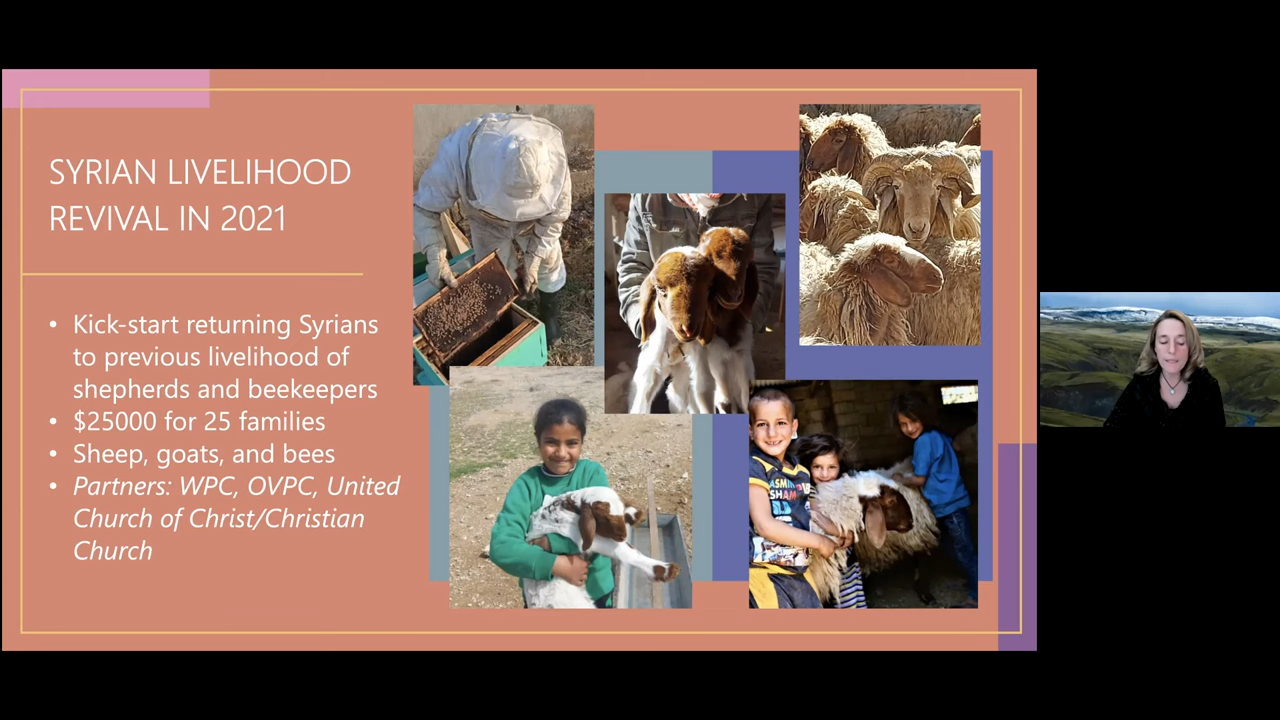 SYRIAN LIVELIHOOD
REVIVAL IN 2021
• Kick-start returning Syrians
to previous livelihood of
shepherds and beekeepers
• $25000 for 25 families
• Sheep, goats, and bees
• Partners: WPC, OVPC, United
Church of Christ/Christian
Church